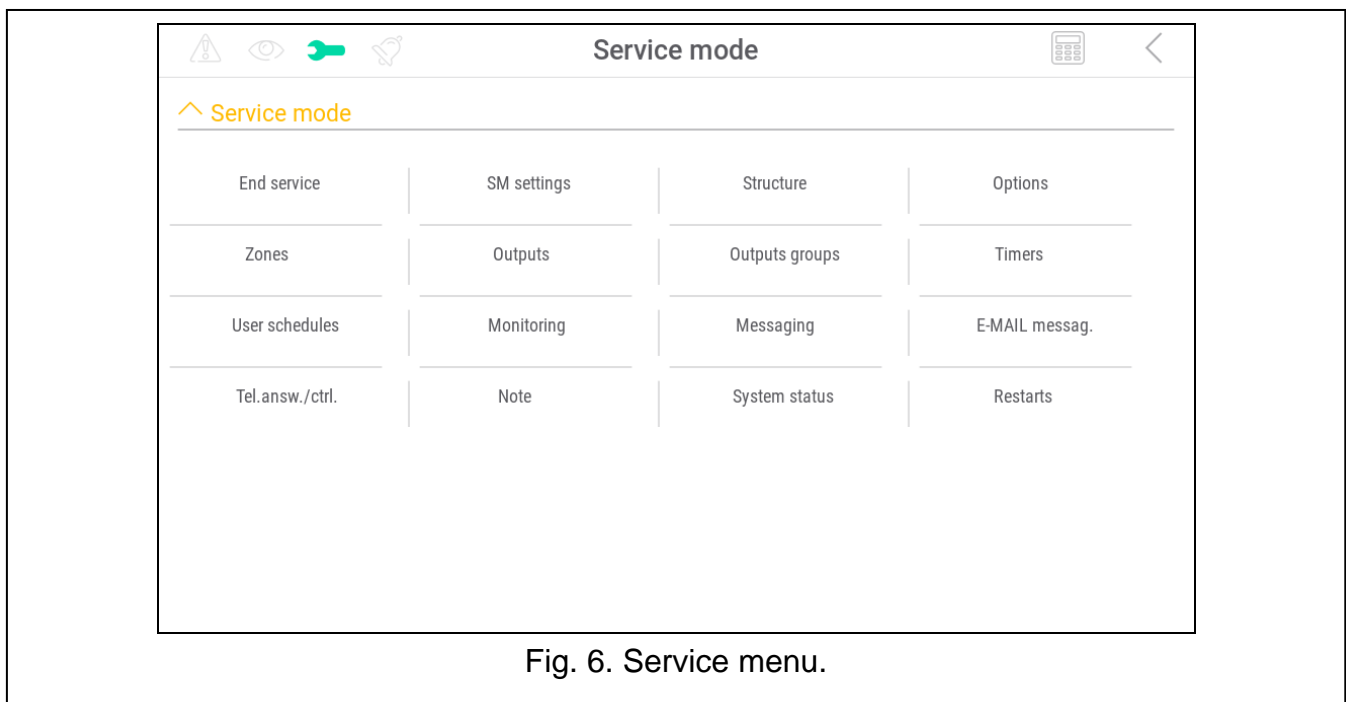 Service mode
Service mode
End service SM settings Structure Options
Zones Outputs Outputs groups Timers
User schedules Monitoring Messaging E-MAIL messag.
Tel.answ./ctrl. Note System status Restarts
Fig. 6. Service menu.